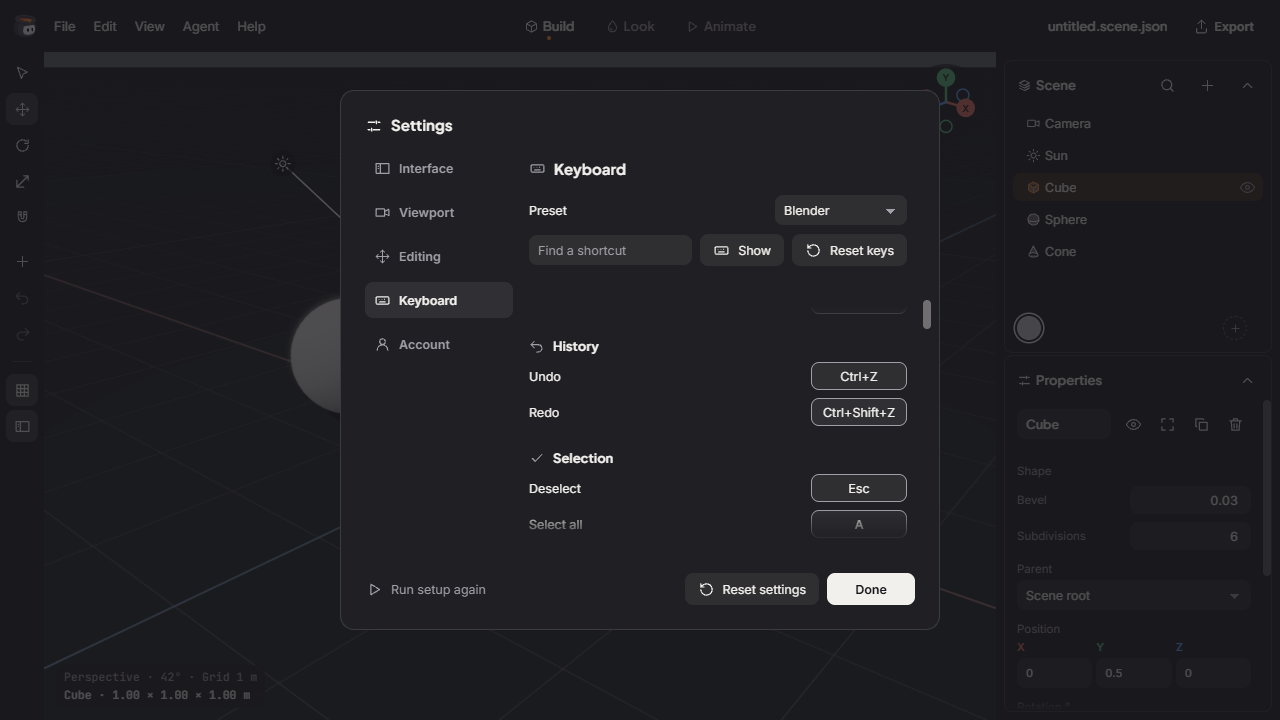 File Edit View Agent Help
Build Look Animate
untitled.scene.json Export
Y
X
Scene
Camera
Sun
Cube
Sphere
Cone
Settings
Interface
Viewport
Editing
Keyboard
Account
Keyboard
Preset Blender
Find a shortcut Show Reset keys
History
Undo Ctrl+Z
Redo Ctrl+Shift+Z
Selection
Deselect Esc
Select all A
Run setup again Reset settings Done
Properties
Cube
Shape
Bevel 0.03
Subdivisions 6
Parent
Scene root
Position
X Y Z
0 0.5 0
Rotation °
Perspective · 42° · Grid 1 m
Cube · 1.00 × 1.00 × 1.00 m